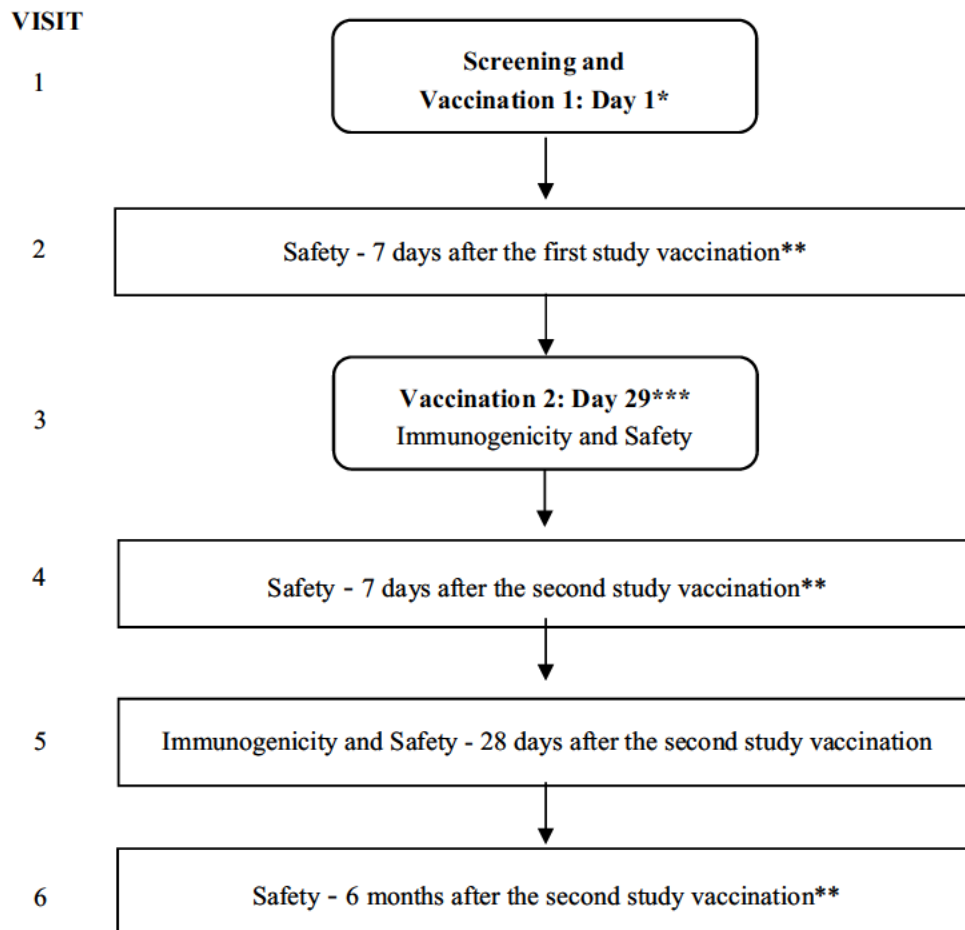 VISIT
1
Screening and
Vaccination 1: Day 1*
2
Safety - 7 days after the first study vaccination**
3
Vaccination 2: Day 29***
Immunogenicity and Safety
4
Safety - 7 days after the second study vaccination**
5
Immunogenicity and Safety - 28 days after the second study vaccination
6
Safety - 6 months after the second study vaccination**